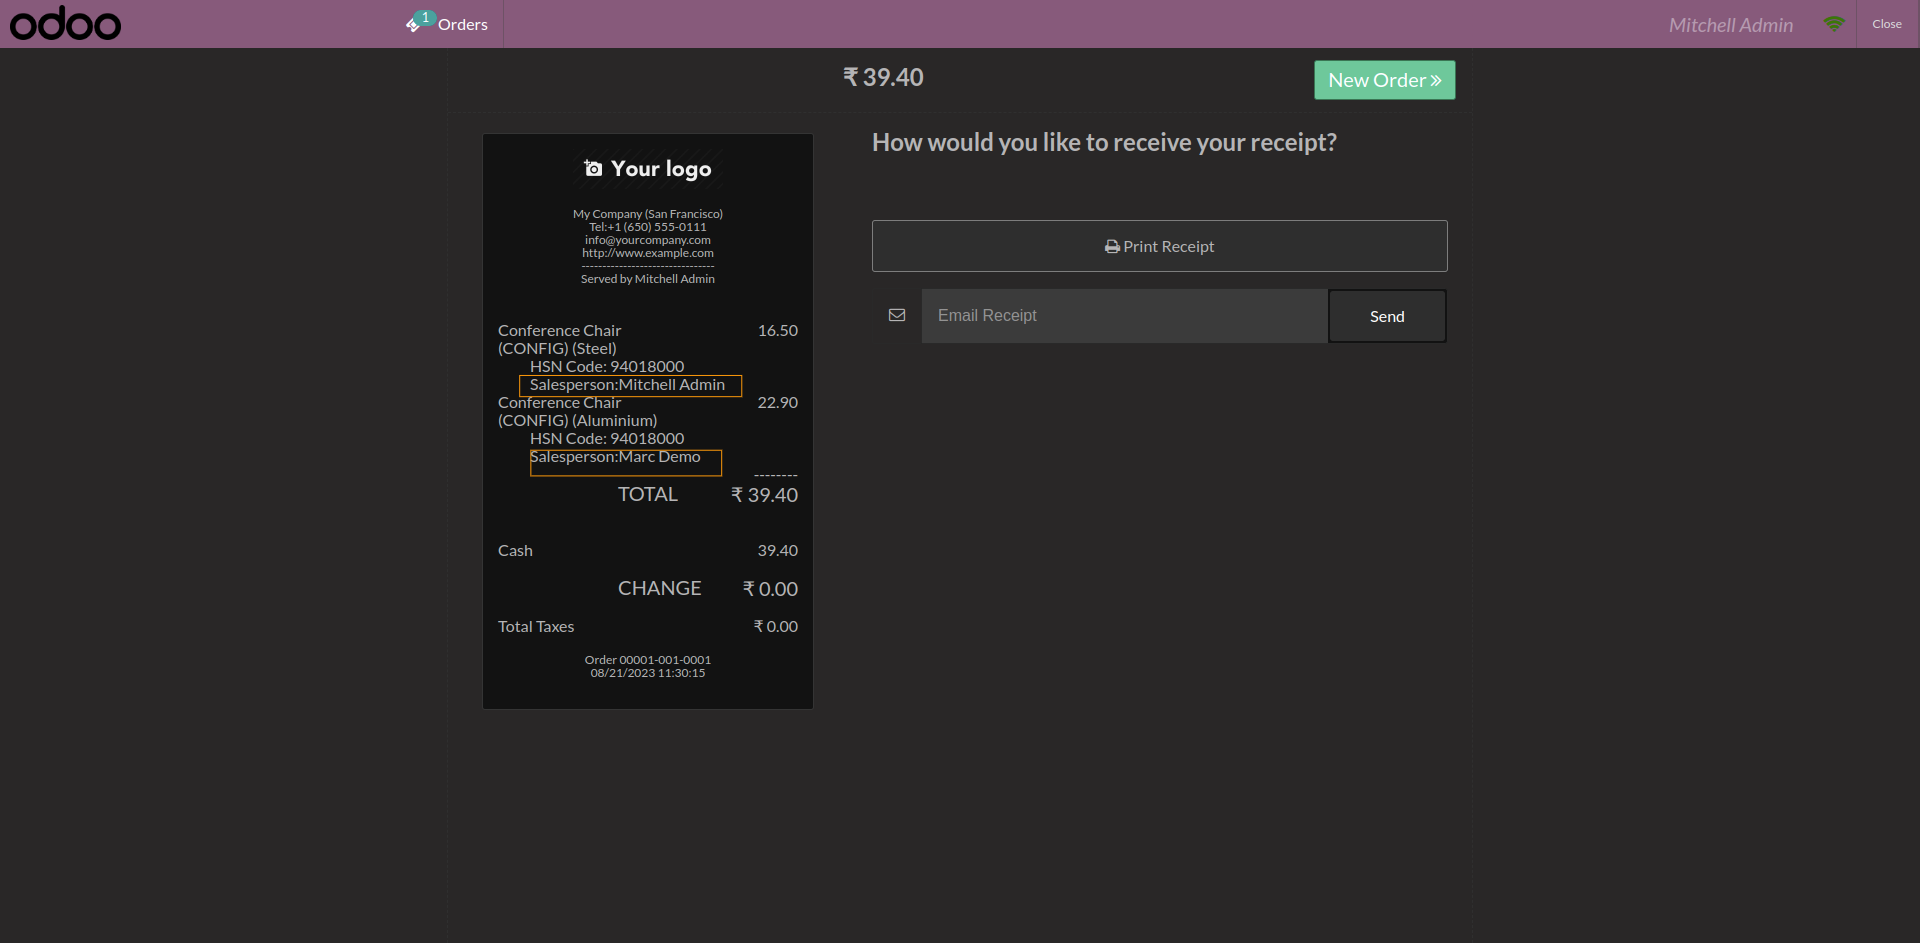 odoo
1 Orders
Mitchell Admin
Close
₹ 39.40
New Order »
Your logo
My Company (San Francisco)
Tel:+1 (650) 555-0111
info@yourcompany.com
http://www.example.com
--------------------------------
Served by Mitchell Admin
Conference Chair 16.50
(CONFIG) (Steel)
HSN Code: 94018000
Salesperson:Mitchell Admin
Conference Chair 22.90
(CONFIG) (Aluminium)
HSN Code: 94018000
Salesperson:Marc Demo
--------
TOTAL ₹ 39.40
Cash 39.40
CHANGE ₹ 0.00
Total Taxes ₹ 0.00
Order 00001-001-0001
08/21/2023 11:30:15
How would you like to receive your receipt?
Print Receipt
Email Receipt
Send